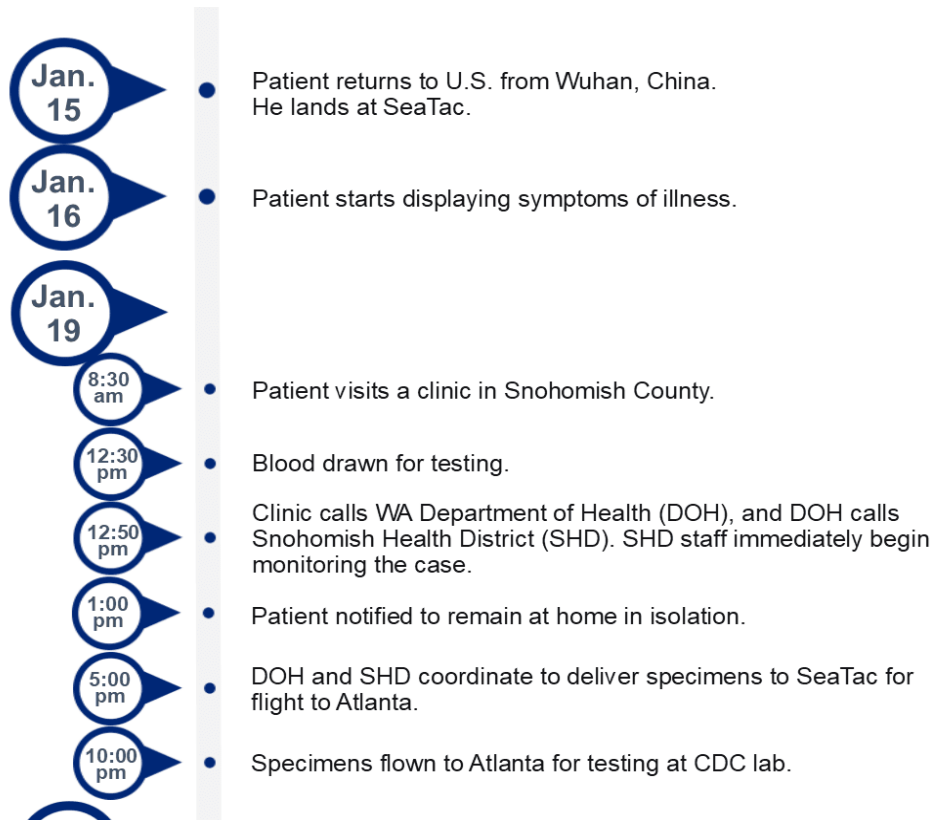 Jan.
15
Patient returns to U.S. from Wuhan, China.
He lands at SeaTac.
Jan.
16
Patient starts displaying symptoms of illness.
Jan.
19
8:30
am
Patient visits a clinic in Snohomish County.
12:30
pm
Blood drawn for testing.
12:50
pm
Clinic calls WA Department of Health (DOH), and DOH calls
Snohomish Health District (SHD). SHD staff immediately begin
monitoring the case.
1:00
pm
Patient notified to remain at home in isolation.
5:00
pm
DOH and SHD coordinate to deliver specimens to SeaTac for
flight to Atlanta.
10:00
pm
Specimens flown to Atlanta for testing at CDC lab.